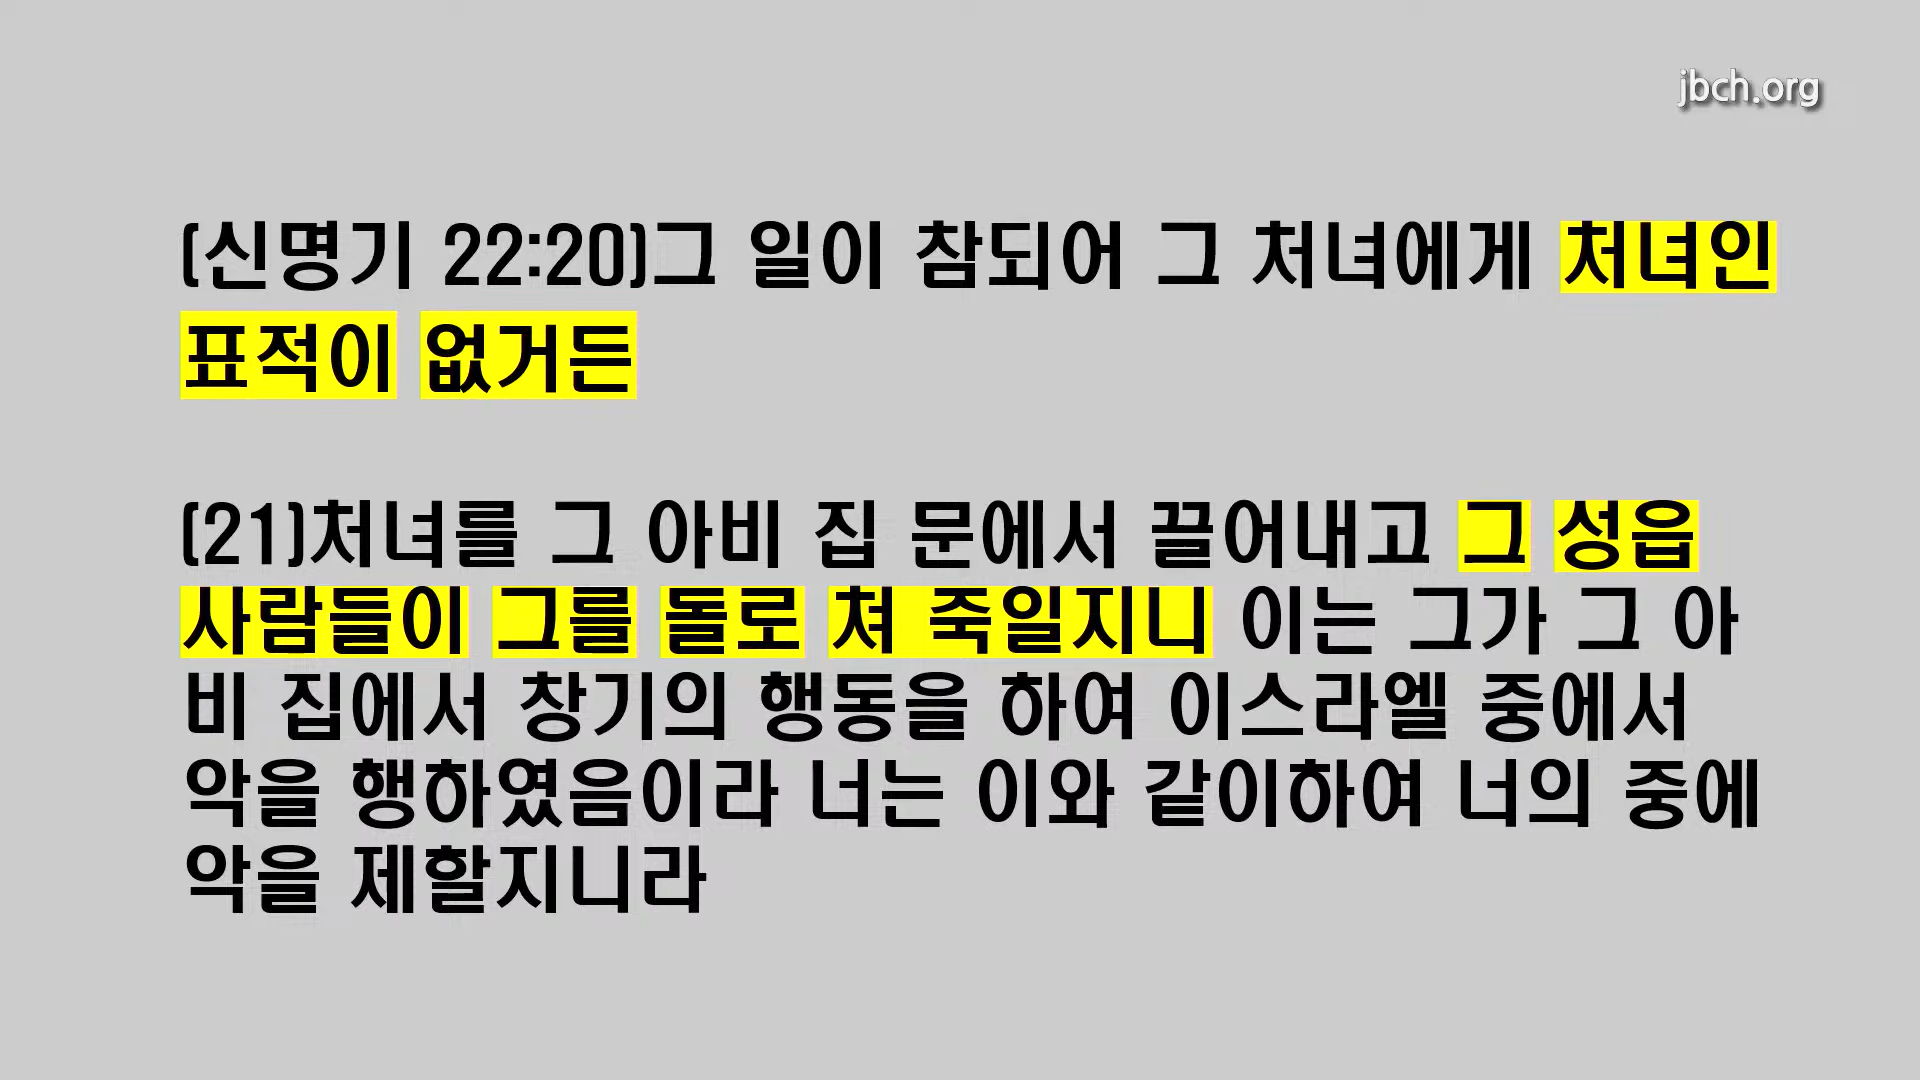 jbch.org
(신명기 22:20)그 일이 참되어 그 처녀에게 처녀인
표적이 없거든
(21)처녀를 그 아비 집 문에서 끌어내고 그 성읍
사람들이 그를 돌로 쳐 죽일지니 이는 그가 그 아
비 집에서 창기의 행동을 하여 이스라엘 중에서
악을 행하였음이라 너는 이와 같이하여 너의 중에
악을 제할지니라